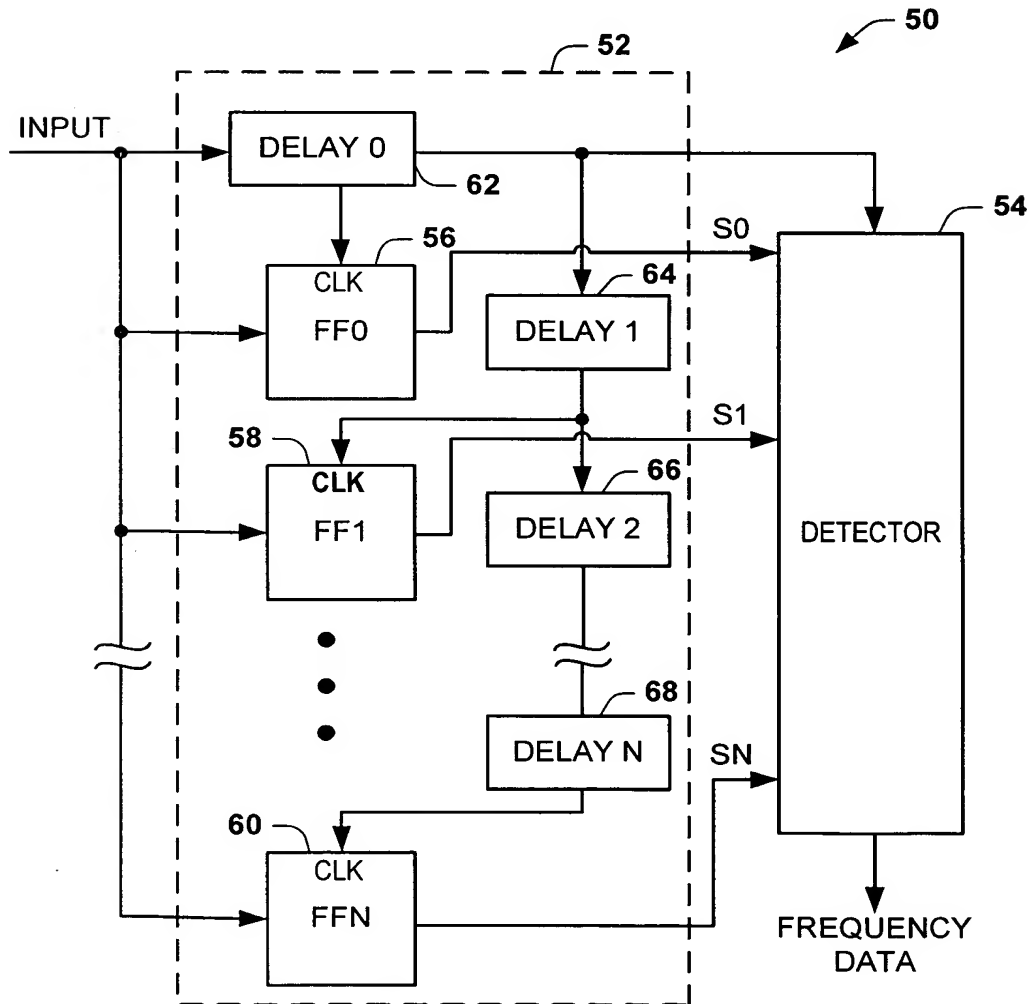 50
52
INPUT
DELAY 0
62
54
56
S0
CLK
FF0
64
DELAY 1
S1
58
CLK
FF1
66
DELAY 2
DETECTOR
68
DELAY N
SN
60
CLK
FFN
FREQUENCY
DATA